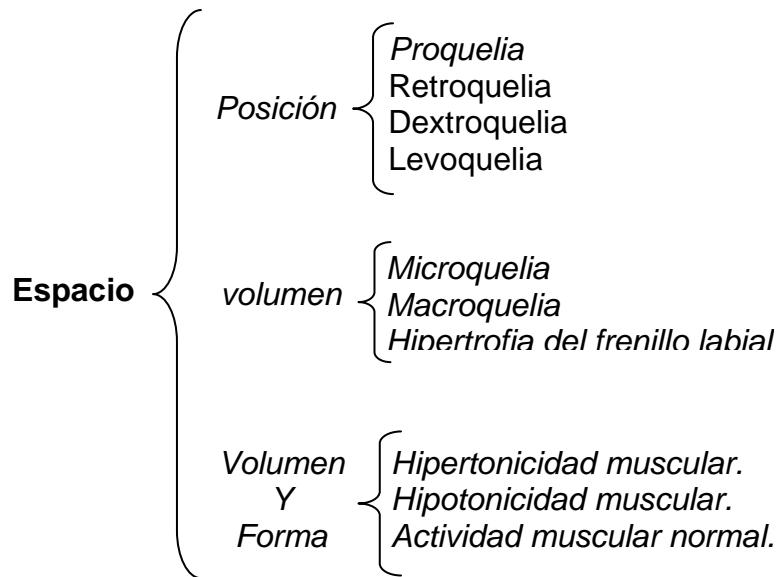 Espacio
Posición
Proquelia
Retroquelia
Dextroquelia
Levoquelia
volumen
Microquelia
Macroquelia
Hipertrofia del frenillo labial
Volumen
Y
Forma
Hipertonicidad muscular.
Hipotonicidad muscular.
Actividad muscular normal.